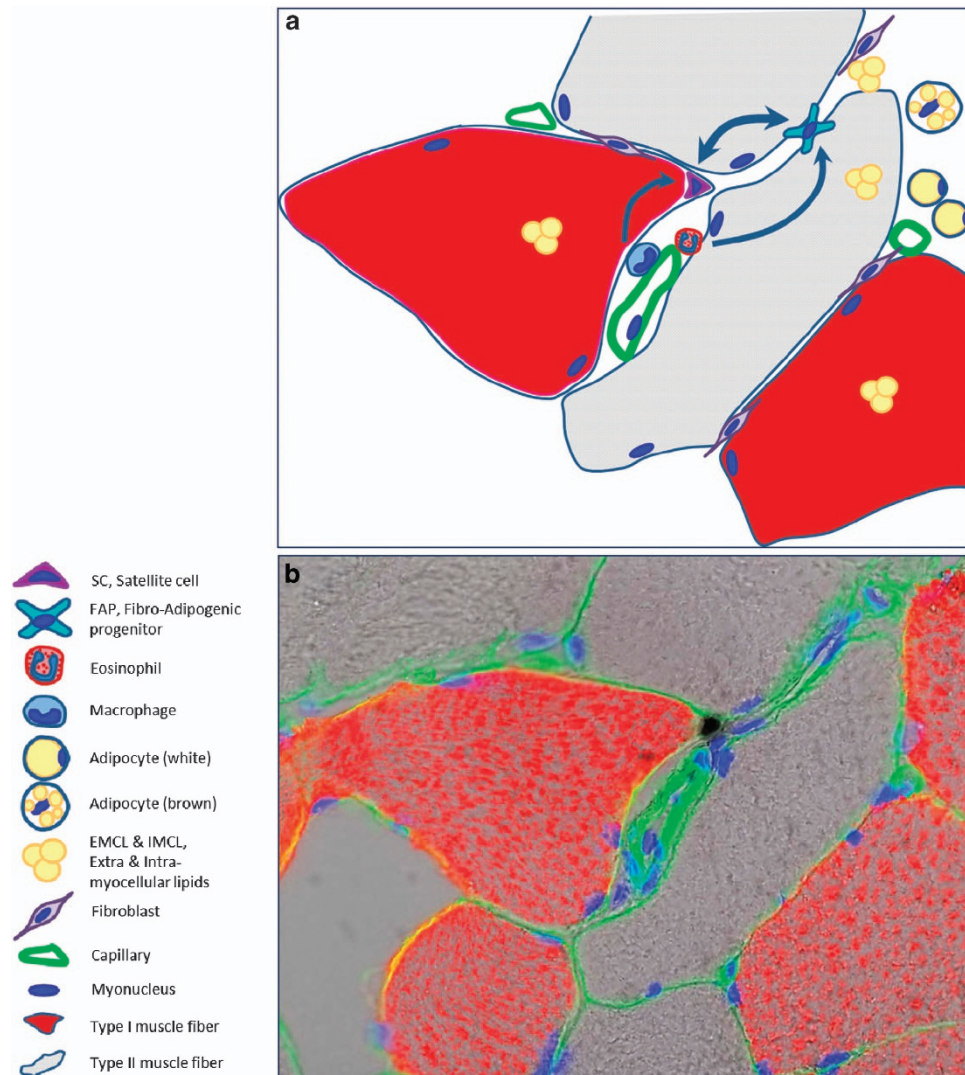 a
b
SC, Satellite cell
FAP, Fibro-Adipogenic
progenitor
Eosinophil
Macrophage
Adipocyte (white)
Adipocyte (brown)
EMCL & IMCL,
Extra & Intra-
myocellular lipids
Fibroblast
Capillary
Myonucleus
Type I muscle fiber
Type II muscle fiber